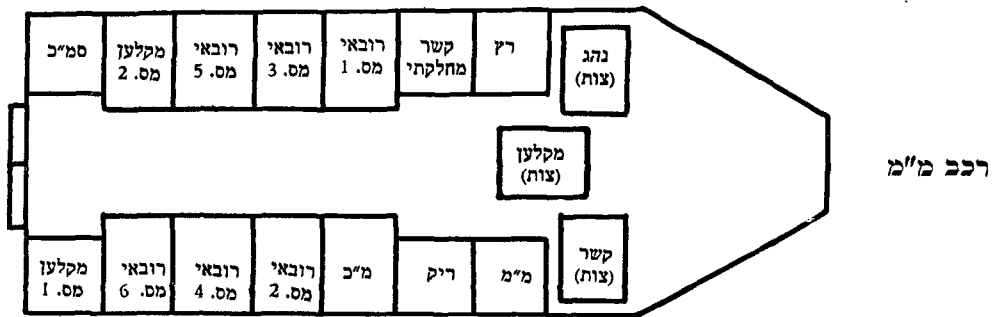 רכב מ״מ
נהג
(צות)
רץ
קשר
מחלקתי
רובאי
מס. 1
רובאי
מס. 3
רובאי
מס. 5
מקלען
מס. 2
סמ״כ
מקלען
(צות)
קשר
(צות)
מ״מ
ריק
מ״כ
רובאי
מס. 2
רובאי
מס. 4
רובאי
מס. 6
מקלען
מס. 1